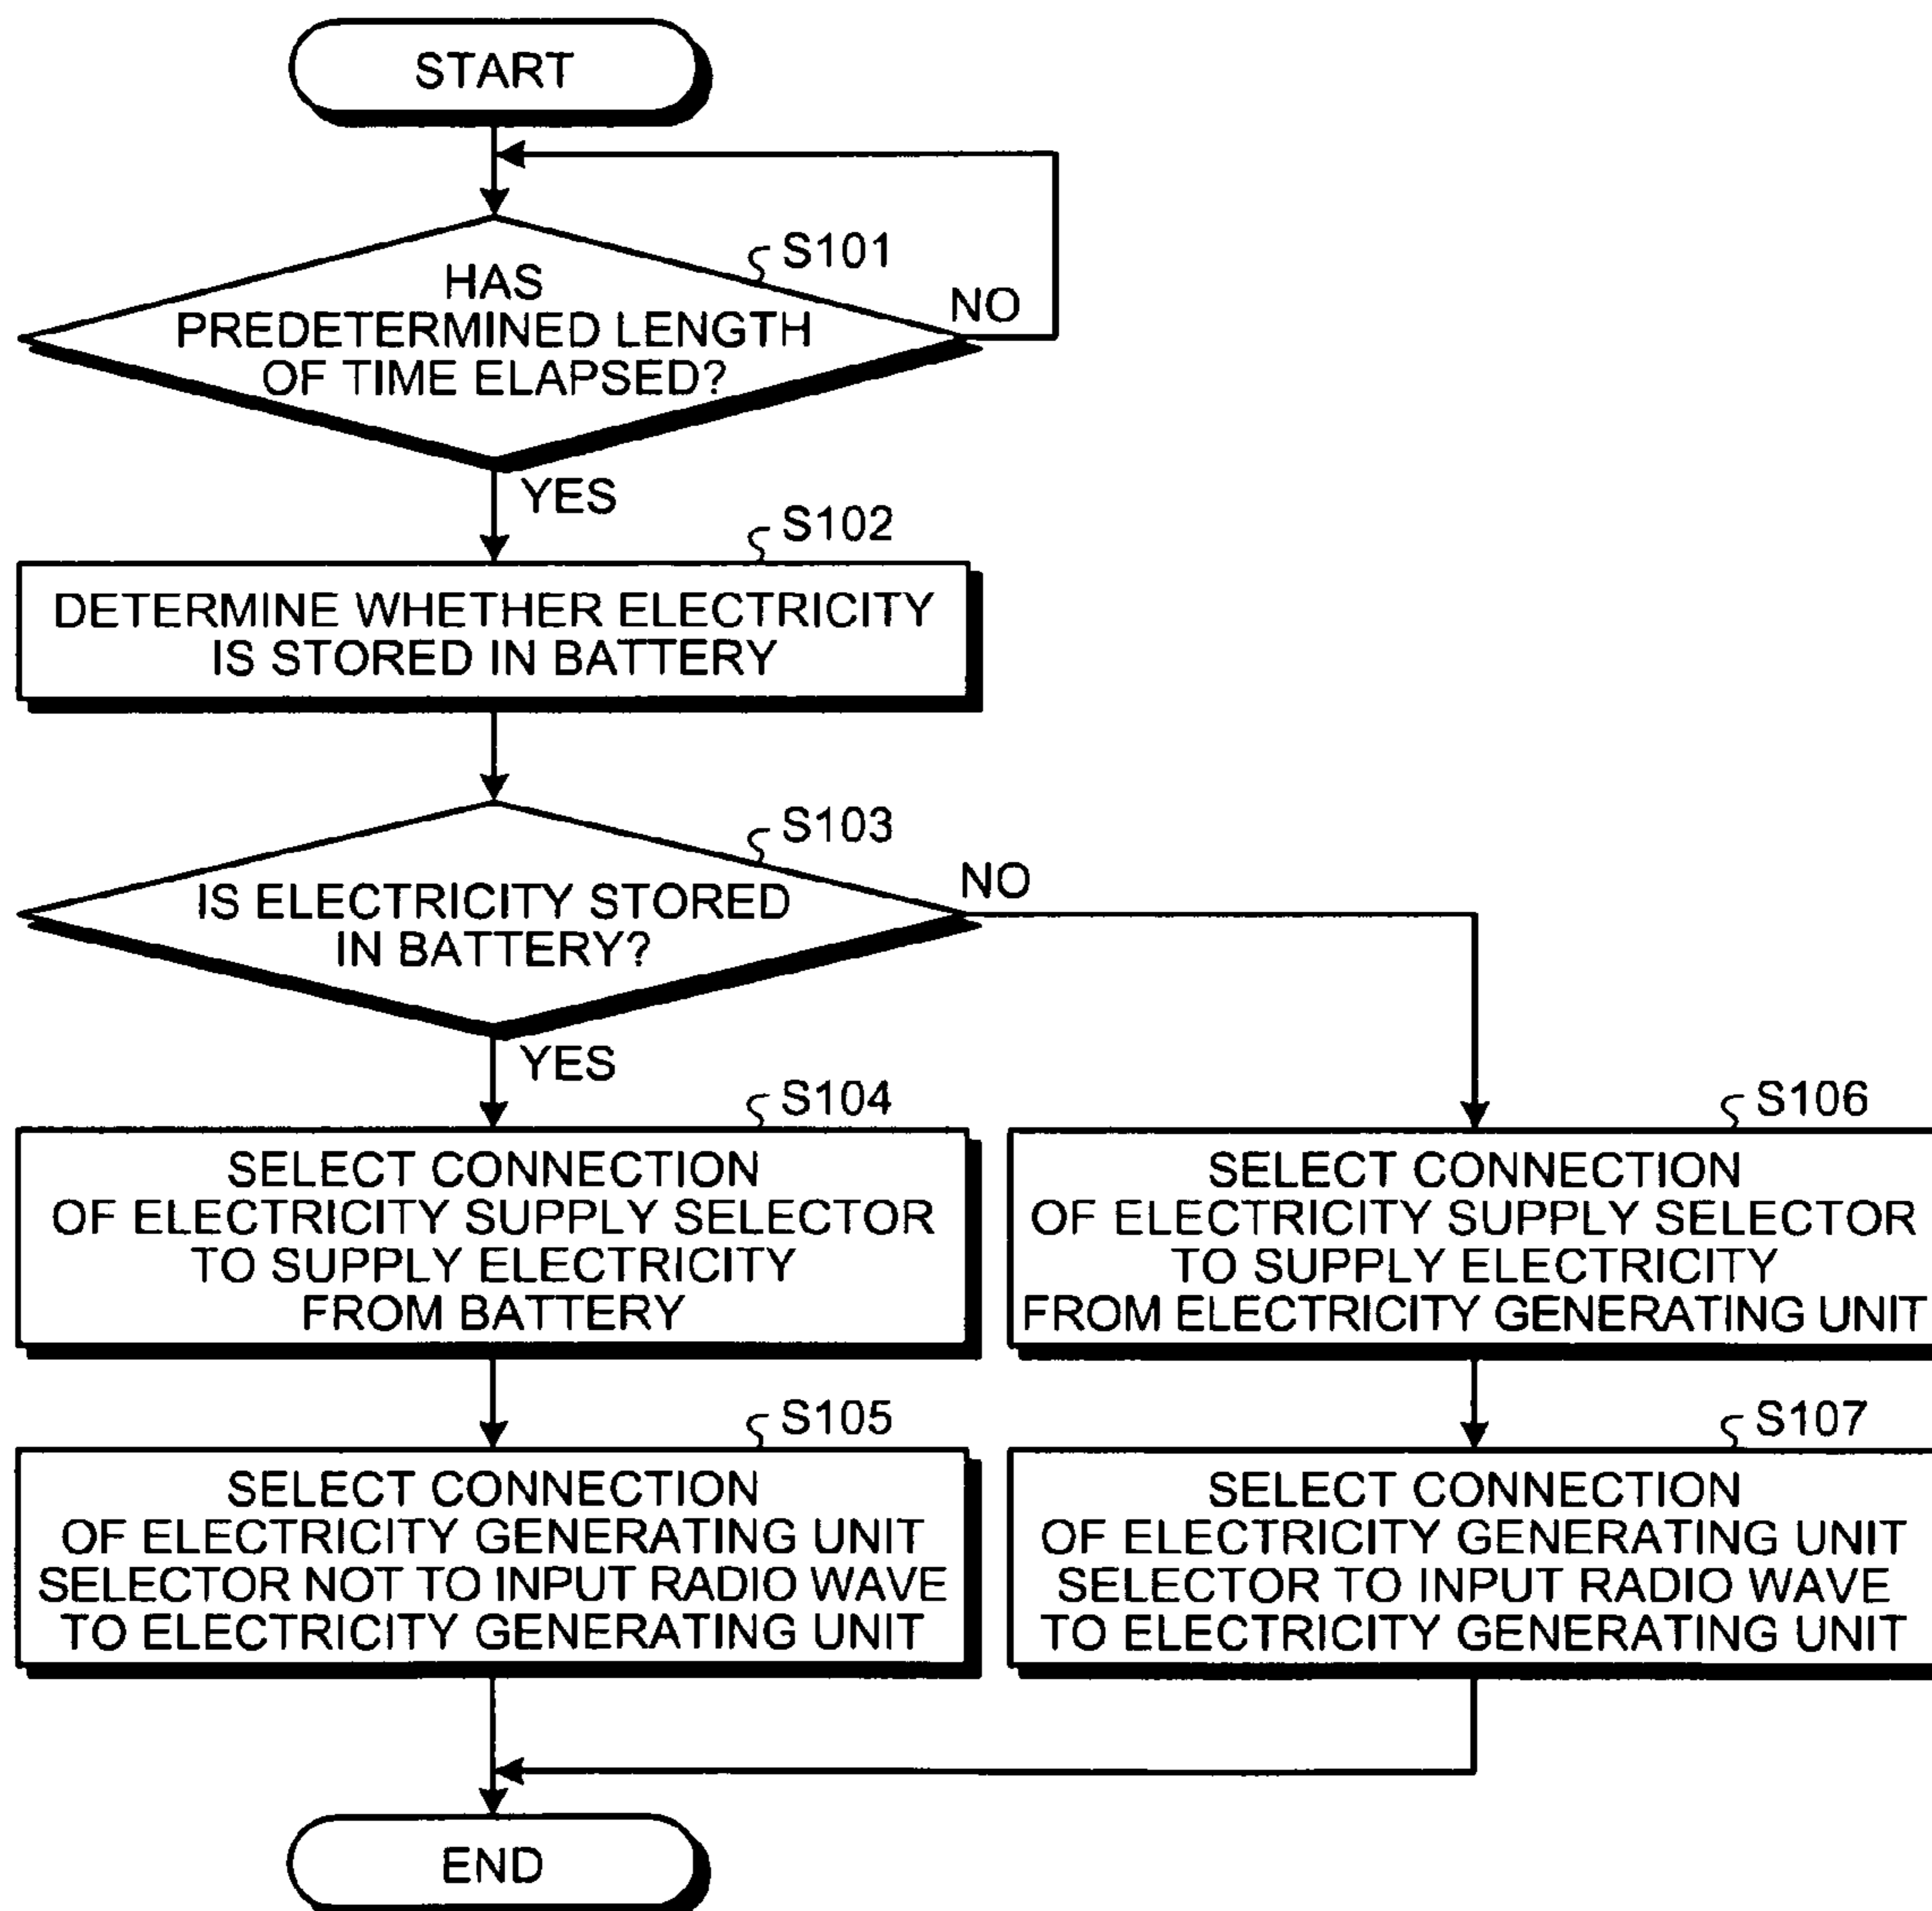 START
S101
HAS
PREDETERMINED LENGTH
OF TIME ELAPSED?
NO
YES
S102
DETERMINE WHETHER ELECTRICITY
IS STORED IN BATTERY
S103
IS ELECTRICITY STORED
IN BATTERY?
NO
YES
S104
SELECT CONNECTION
OF ELECTRICITY SUPPLY SELECTOR
TO SUPPLY ELECTRICITY
FROM BATTERY
S106
SELECT CONNECTION
OF ELECTRICITY SUPPLY SELECTOR
TO SUPPLY ELECTRICITY
FROM ELECTRICITY GENERATING UNIT
S105
SELECT CONNECTION
OF ELECTRICITY GENERATING UNIT
SELECTOR NOT TO INPUT RADIO WAVE
TO ELECTRICITY GENERATING UNIT
S107
SELECT CONNECTION
OF ELECTRICITY GENERATING UNIT
SELECTOR TO INPUT RADIO WAVE
TO ELECTRICITY GENERATING UNIT
END